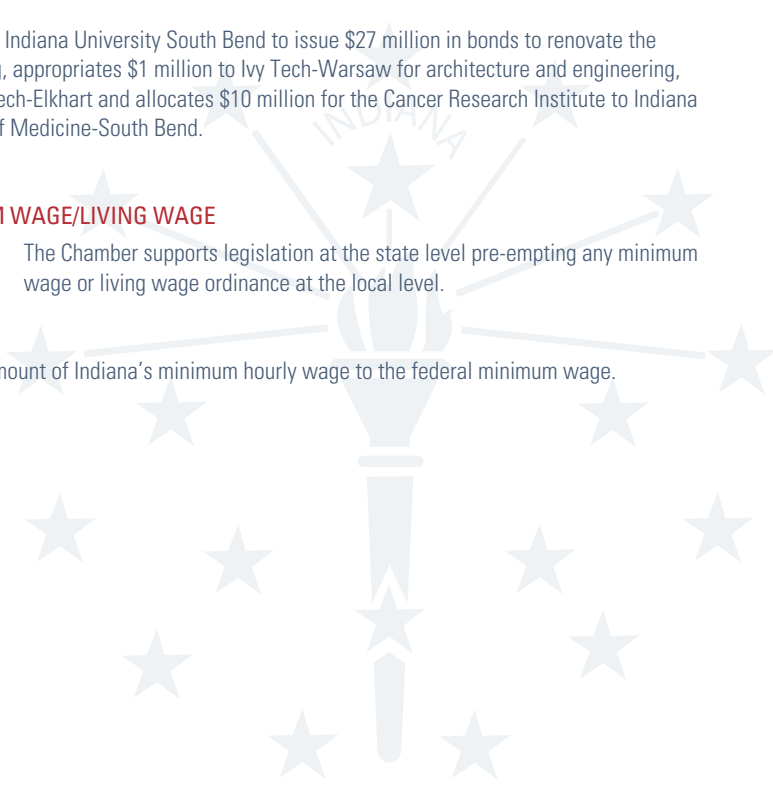 Indiana University South Bend to issue $27 million in bonds to renovate the
, appropriates $1 million to Ivy Tech-Warsaw for architecture and engineering,
ech-Elkhart and allocates $10 million for the Cancer Research Institute to Indiana
f Medicine-South Bend.
INDIANA
WAGE/LIVING WAGE
The Chamber supports legislation at the state level pre-empting any minimum
wage or living wage ordinance at the local level.
mount of Indiana's minimum hourly wage to the federal minimum wage.